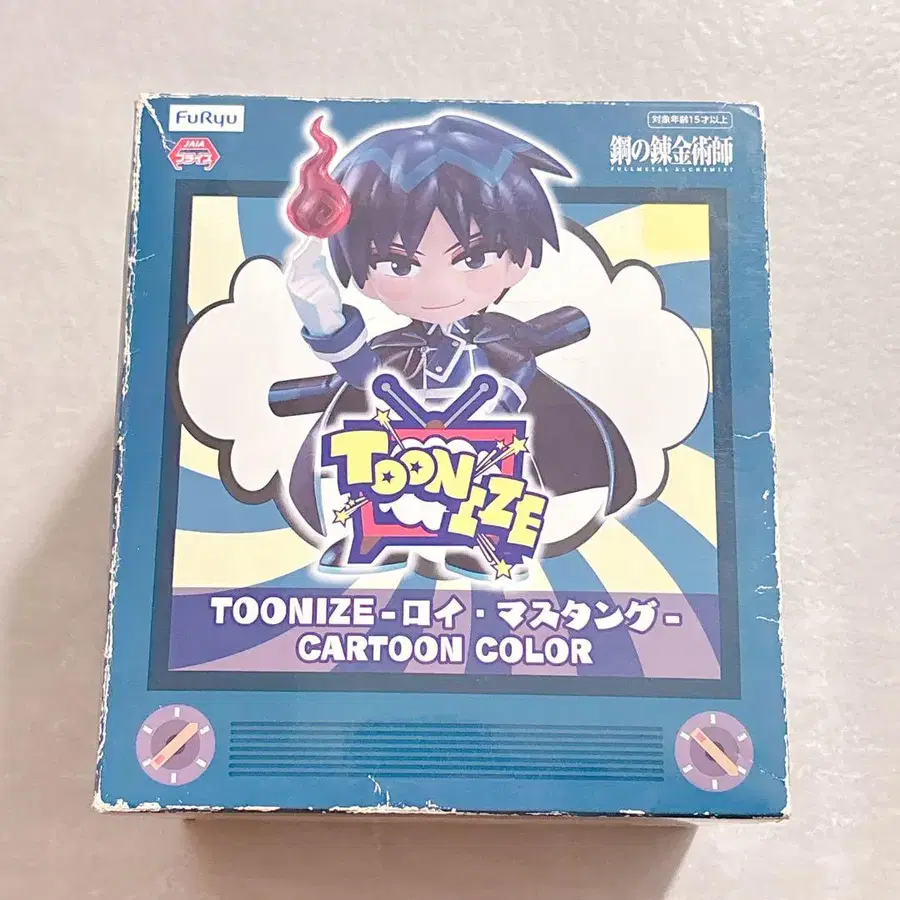 FuRyu
JAIA
プライズ
対象年齢15才以上
鋼の錬金術師
FULLMETAL ALCHEMIST
TOONIZE
TOONIZE-ロイ・マスタング-
CARTOON COLOR